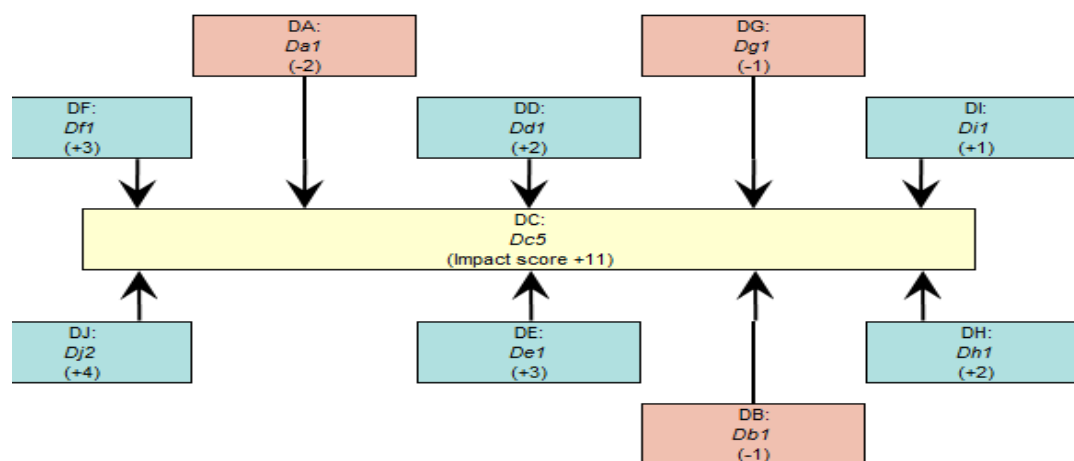 DA:
Da1
(-2)
DG:
Dg1
(-1)
DF:
Df1
(+3)
DD:
Dd1
(+2)
DI:
Di1
(+1)
DC:
Dc5
(Impact score +11)
DJ:
Dj2
(+4)
DE:
De1
(+3)
DH:
Dh1
(+2)
DB:
Db1
(-1)